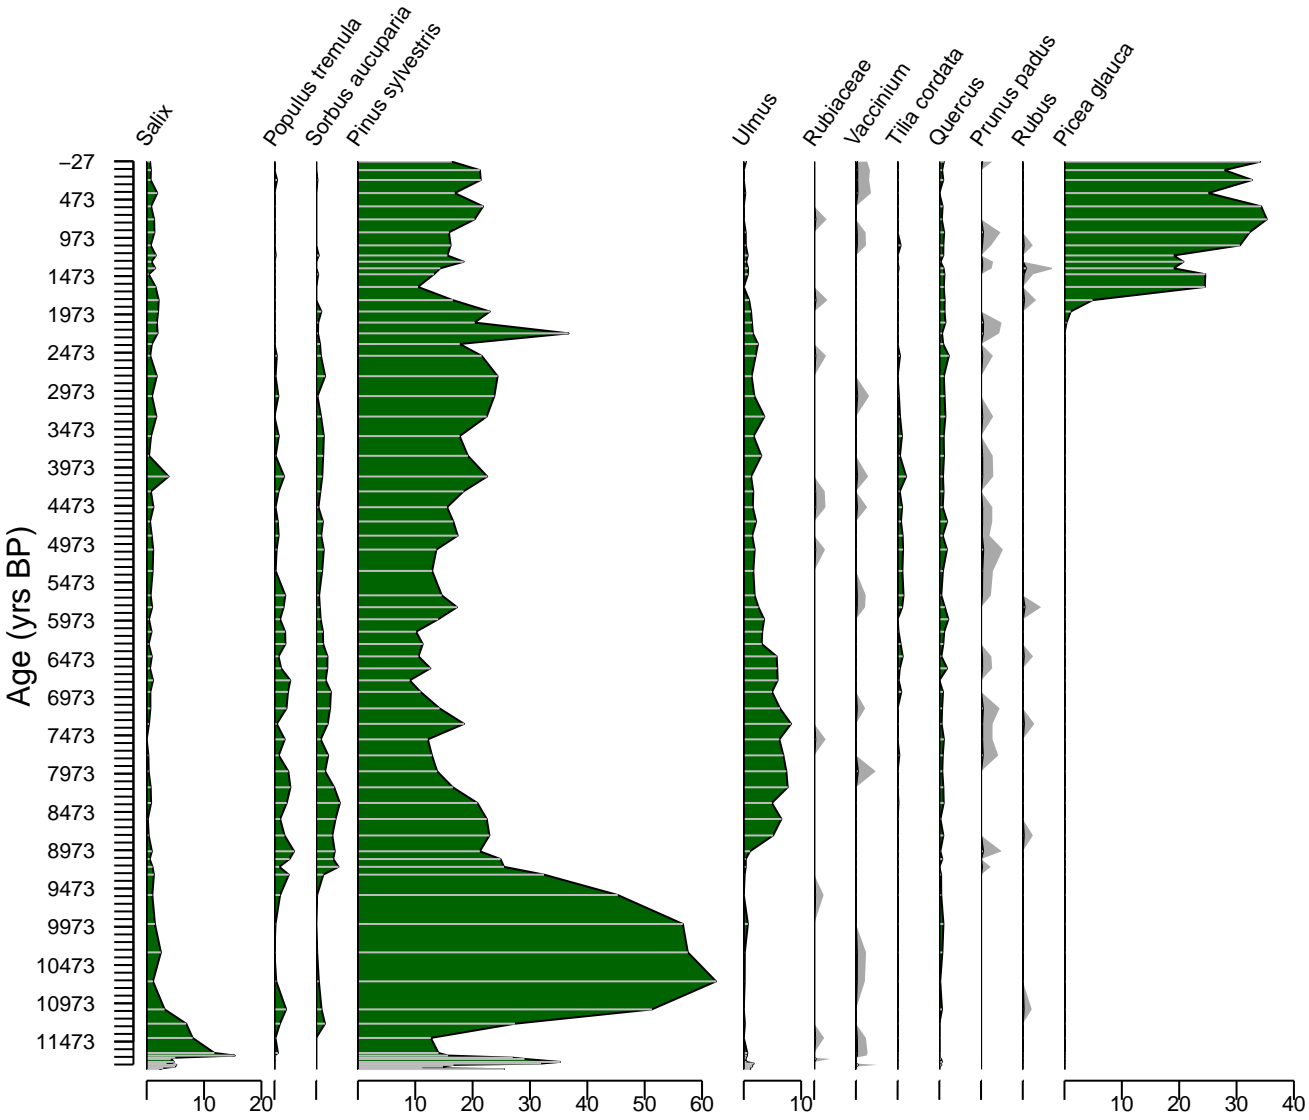 Salix
Populus tremula
Sorbus aucuparia
Pinus sylvestris
Ulmus
Rubiaceae
Vaccinium
Tilia cordata
Quercus
Prunus padus
Rubus
Picea glauca
Age (yrs BP)
−27
473
973
1473
1973
2473
2973
3473
3973
4473
4973
5473
5973
6473
6973
7473
7973
8473
8973
9473
9973
10473
10973
11473
10 20 10 20 30 40 50 60 10 10 20 30 40